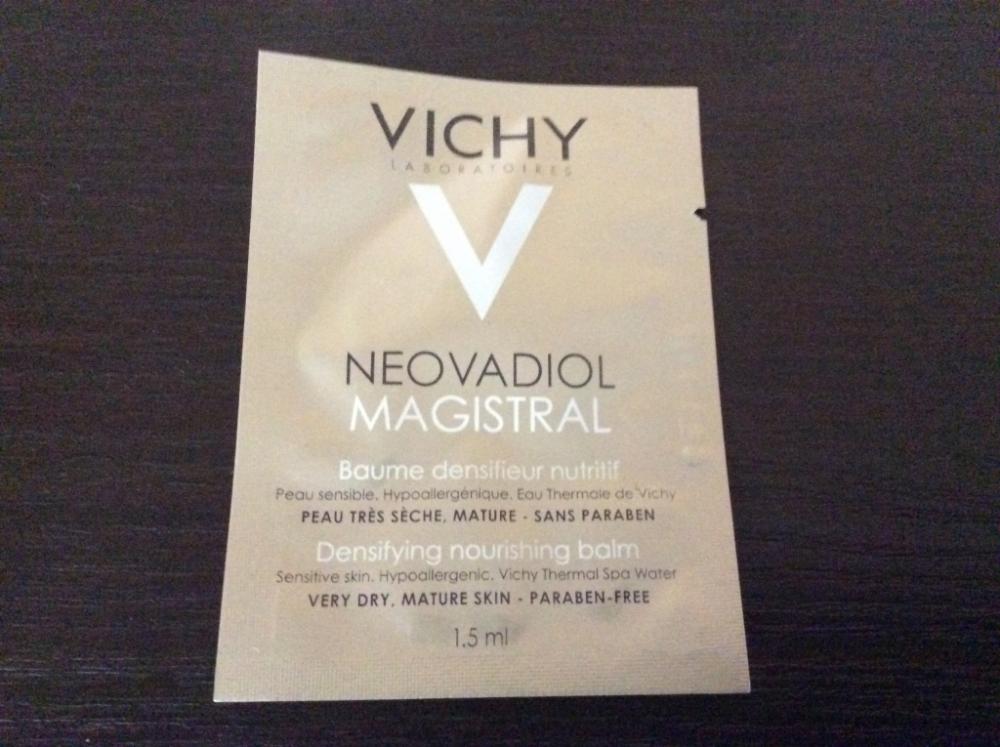 VICHY
LABORATOIRES
V
NEOVADIOL
MAGISTRAL
Baume densifieur nutritif
Peau sensible. Hypoallergénique. Eau Thermale de Vichy
PEAU TRÈS SÈCHE, MATURE - SANS PARABEN
Densifying nourishing balm
Sensitive skin. Hypoallergenic. Vichy Thermal Spa Water
VERY DRY, MATURE SKIN - PARABEN-FREE
1,5 ml